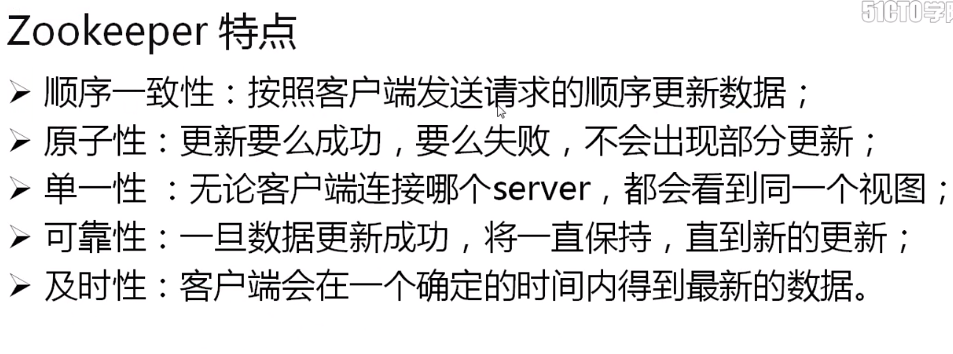 51CTO学
Zookeeper 特点
➢ 顺序一致性：按照客户端发送请求的顺序更新数据；
➢ 原子性：更新要么成功，要么失败，不会出现部分更新；
➢ 单一性 ：无论客户端连接哪个server，都会看到同一个视图；
➢ 可靠性：一旦数据更新成功，将一直保持，直到新的更新；
➢ 及时性：客户端会在一个确定的时间内得到最新的数据。